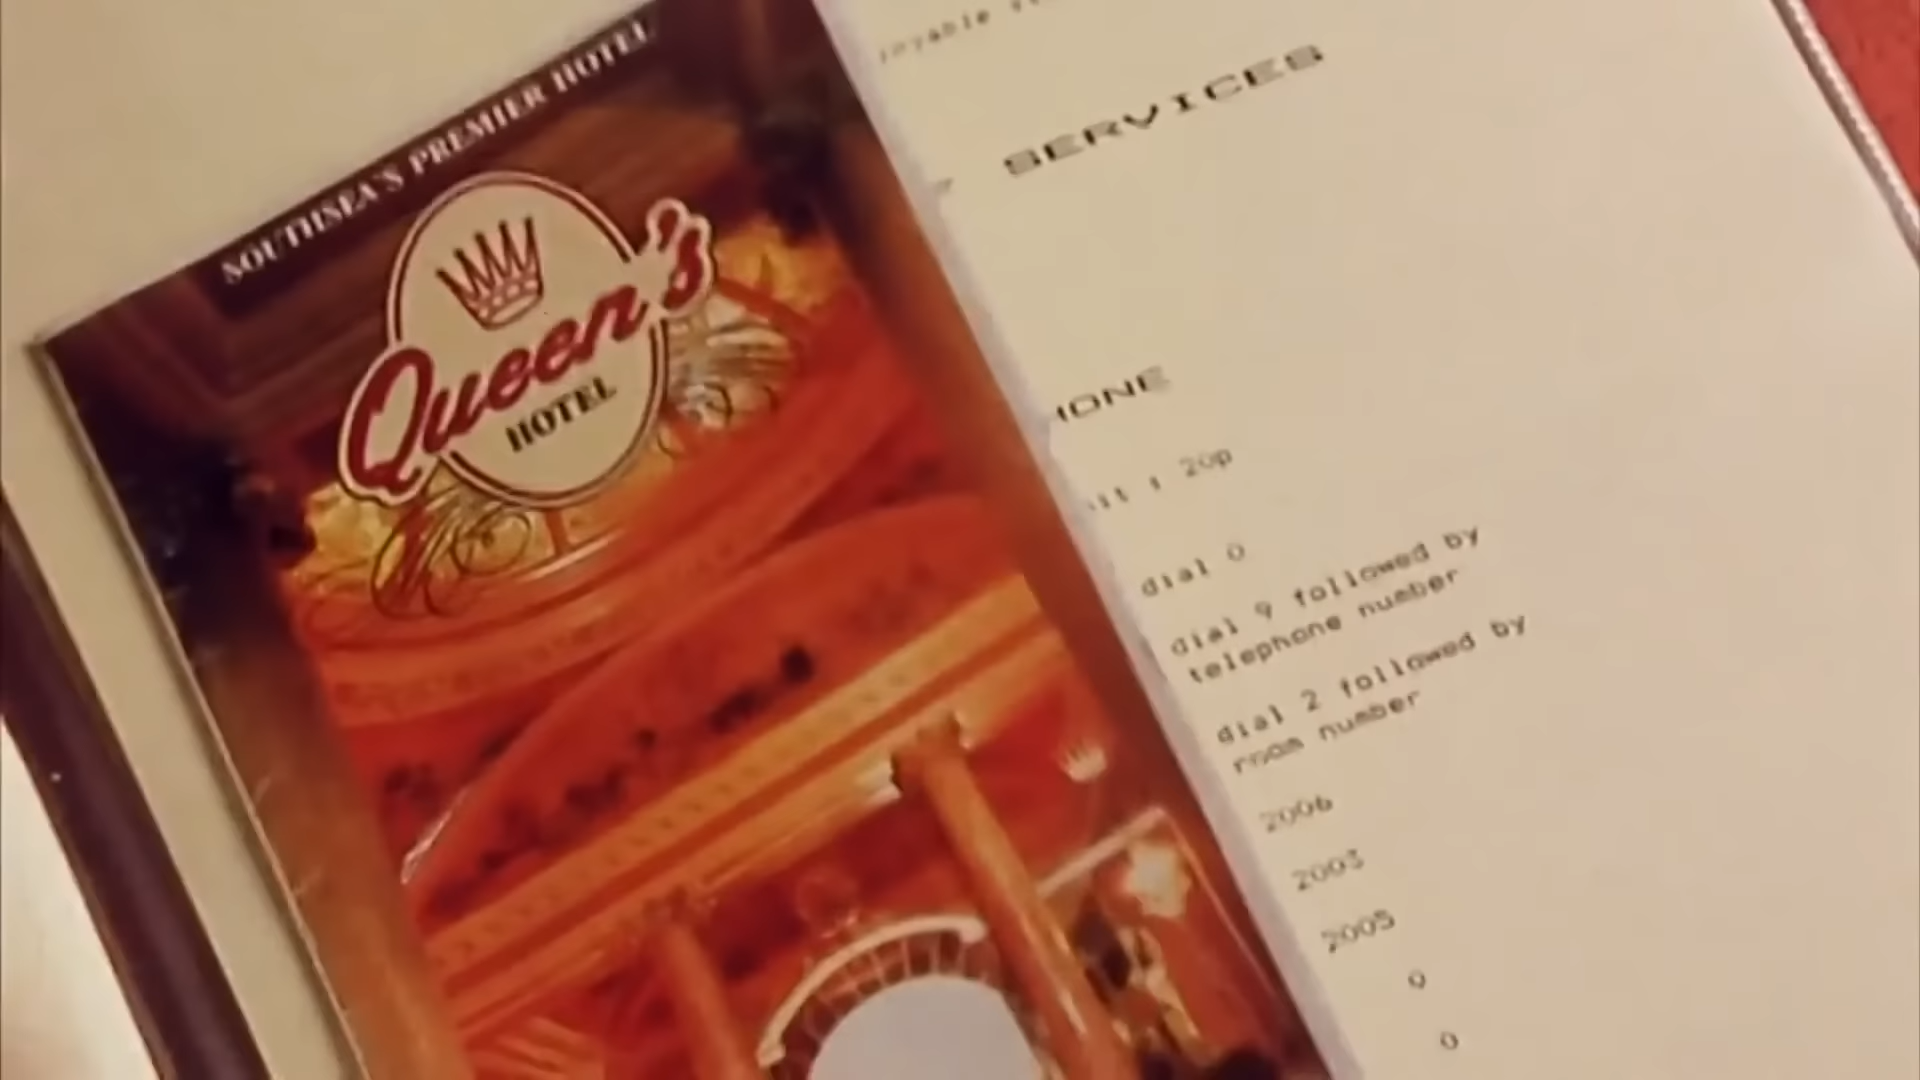 SOUTHSEA'S PREMIER HOTEL
Queen's
HOTEL
SERVICES
20p
dial 0
dial 9 followed by
telephone number
dial 2 followed by
room number
2006
2003
2005
0
0